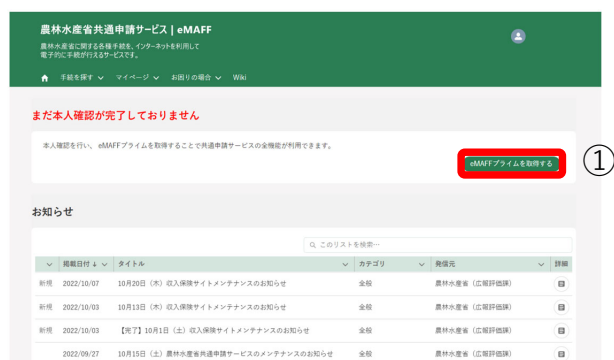 農林水産省共通申請サービス | eMAFF
農林水産省に関する各種手続を、インターネットを利用して
電子的に手続が行えるサービスです。
手続を探す マイページ お困りの場合 Wiki
まだ本人確認が完了しておりません
本人確認を行い、 eMAFFプライムを取得することで共通申請サービスの全機能が利用できます。
eMAFFプライムを取得する
①
お知らせ
このリストを検索...
掲載日付 ↓ タイトル カテゴリ 発信元 詳細
新規 2022/10/07 10月20日（木）収入保険サイトメンテナンスのお知らせ 全般 農林水産省（広報評価課）
新規 2022/10/03 10月13日（木）収入保険サイトメンテナンスのお知らせ 全般 農林水産省（広報評価課）
新規 2022/10/03 【完了】10月1日（土）収入保険サイトメンテナンスのお知らせ 全般 農林水産省（広報評価課）
2022/09/27 10月15日（土）農林水産省共通申請サービスのメンテナンスのお知らせ 全般 農林水産省（広報評価課）